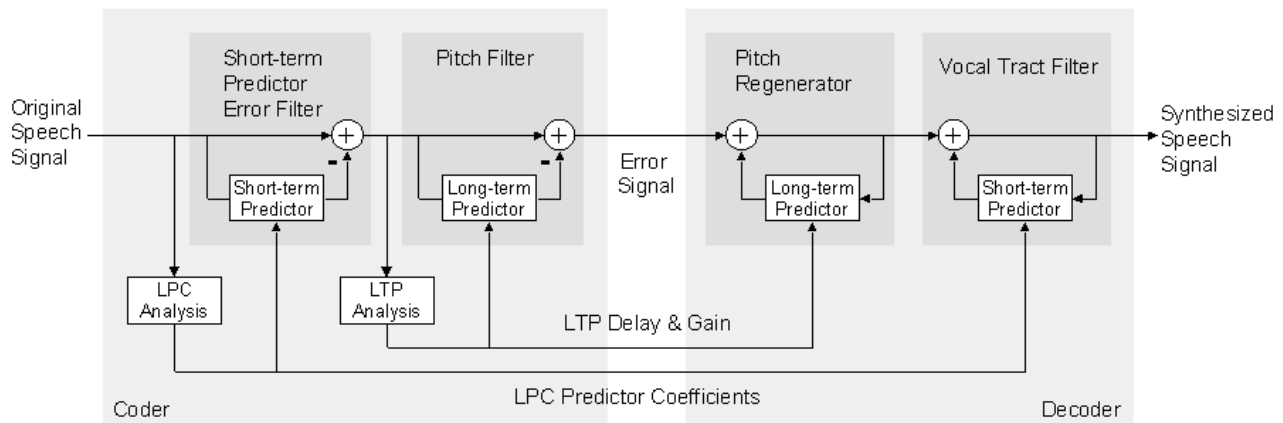 Short-term
Predictor
Error Filter
Pitch Filter
Pitch
Regenerator
Vocal Tract Filter
Original
Speech
Signal
+
-
+
-
Error
Signal
+
+
Synthesized
Speech
Signal
Short-term
Predictor
Long-term
Predictor
Long-term
Predictor
Short-term
Predictor
LPC
Analysis
LTP
Analysis
LTP Delay & Gain
LPC Predictor Coefficients
Coder
Decoder